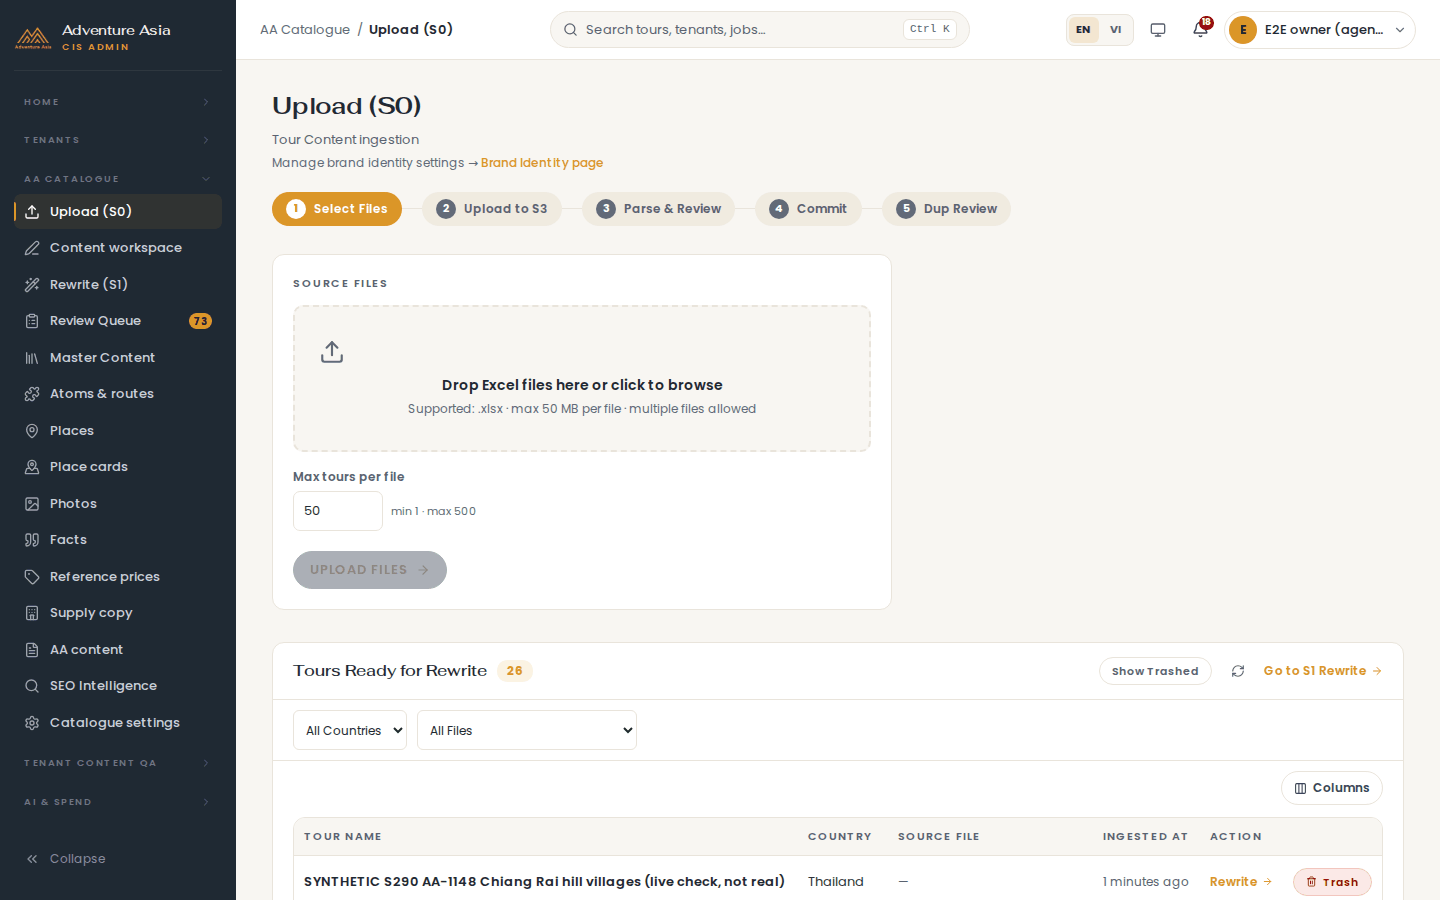 Adventure Asia
CIS ADMIN
Adventure Asia
HOME
TENANTS
AA CATALOGUE
Upload (S0)
Content workspace
Rewrite (S1)
Review Queue 73
Master Content
Atoms & routes
Places
Place cards
Photos
Facts
Reference prices
Supply copy
AA content
SEO Intelligence
Catalogue settings
TENANT CONTENT QA
AI & SPEND
Collapse
AA Catalogue / Upload (S0)
Search tours, tenants, jobs... Ctrl K
EN VI
18
E E2E owner (agen...
Upload (S0)
Tour Content ingestion
Manage brand identity settings → Brand Identity page
1 Select Files
2 Upload to S3
3 Parse & Review
4 Commit
5 Dup Review
SOURCE FILES
Drop Excel files here or click to browse
Supported: .xlsx · max 50 MB per file · multiple files allowed
Max tours per file
50 min 1 · max 500
UPLOAD FILES →
Tours Ready for Rewrite 26
Show Trashed
Go to S1 Rewrite →
All Countries
All Files
Columns
TOUR NAME COUNTRY SOURCE FILE INGESTED AT ACTION
SYNTHETIC S290 AA-1148 Chiang Rai hill villages (live check, not real) Thailand — 1 minutes ago Rewrite → Trash